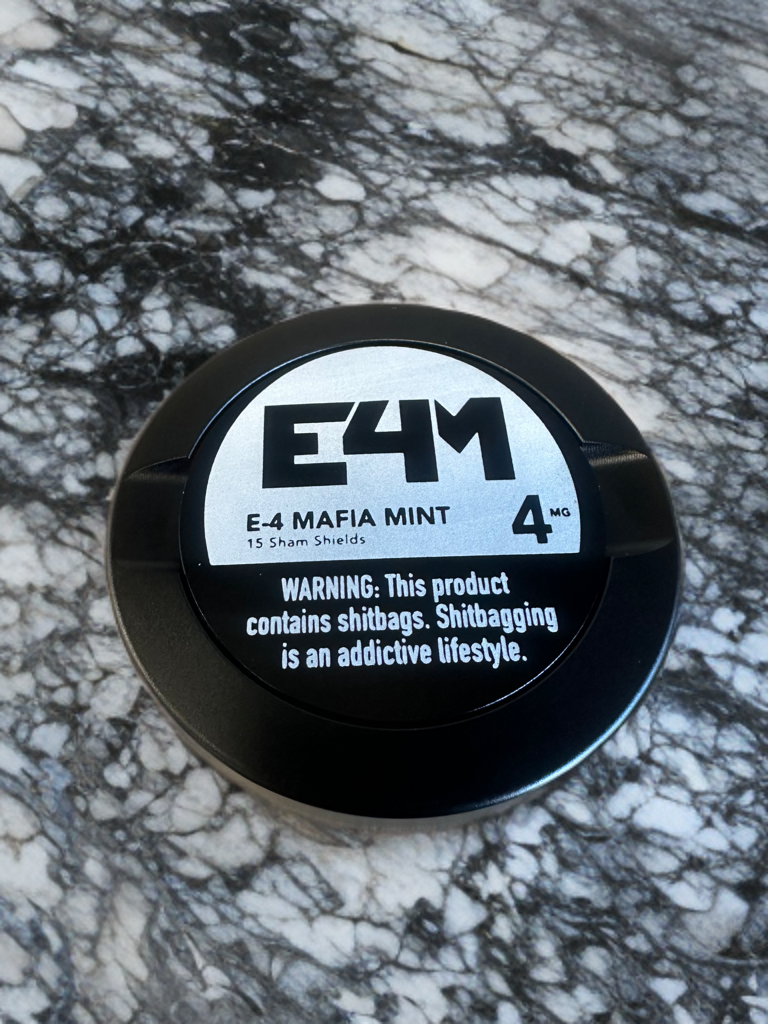 E4M
E-4 MAFIA MINT
15 Sham Shields
4 MG
WARNING: This product
contains shitbags. Shitbagging
is an addictive lifestyle.